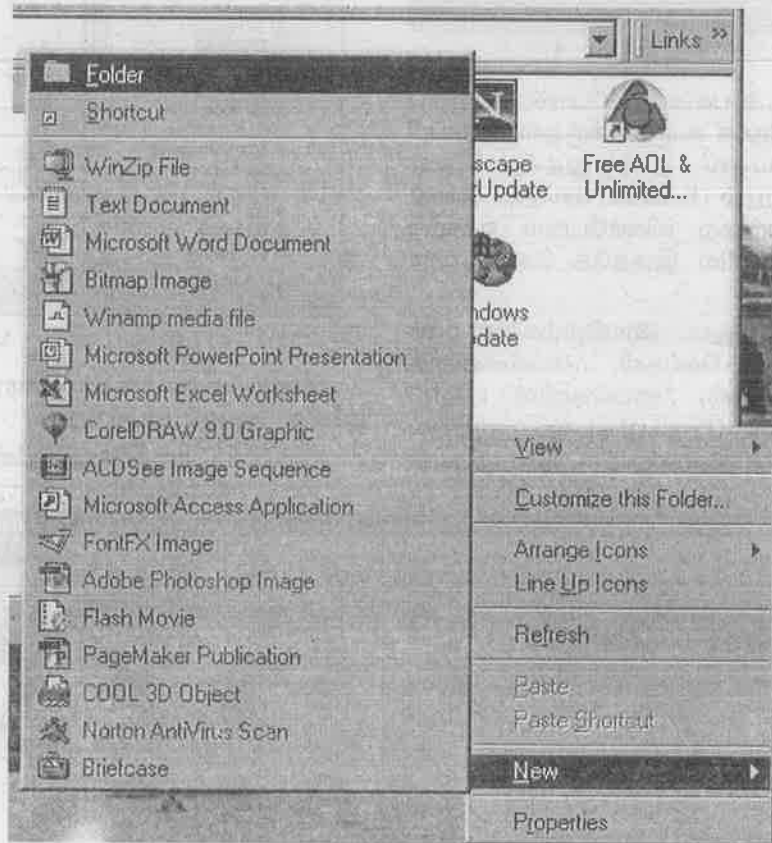 Links »
Folder
Shortcut
WinZip File
Text Document
Microsoft Word Document
Bitmap Image
Winamp media file
Microsoft PowerPoint Presentation
Microsoft Excel Worksheet
CorelDRAW 9.0 Graphic
ACDSee Image Sequence
Microsoft Access Application
FontFX Image
Adobe Photoshop Image
Flash Movie
PageMaker Publication
COOL 3D Object
Norton AntiVirus Scan
Briefcase
scape
tUpdate
Free AOL &
Unlimited...
ndows
date
View
Customize this Folder...
Arrange Icons
Line Up Icons
Refresh
Paste
Paste Shortcut
New
Properties